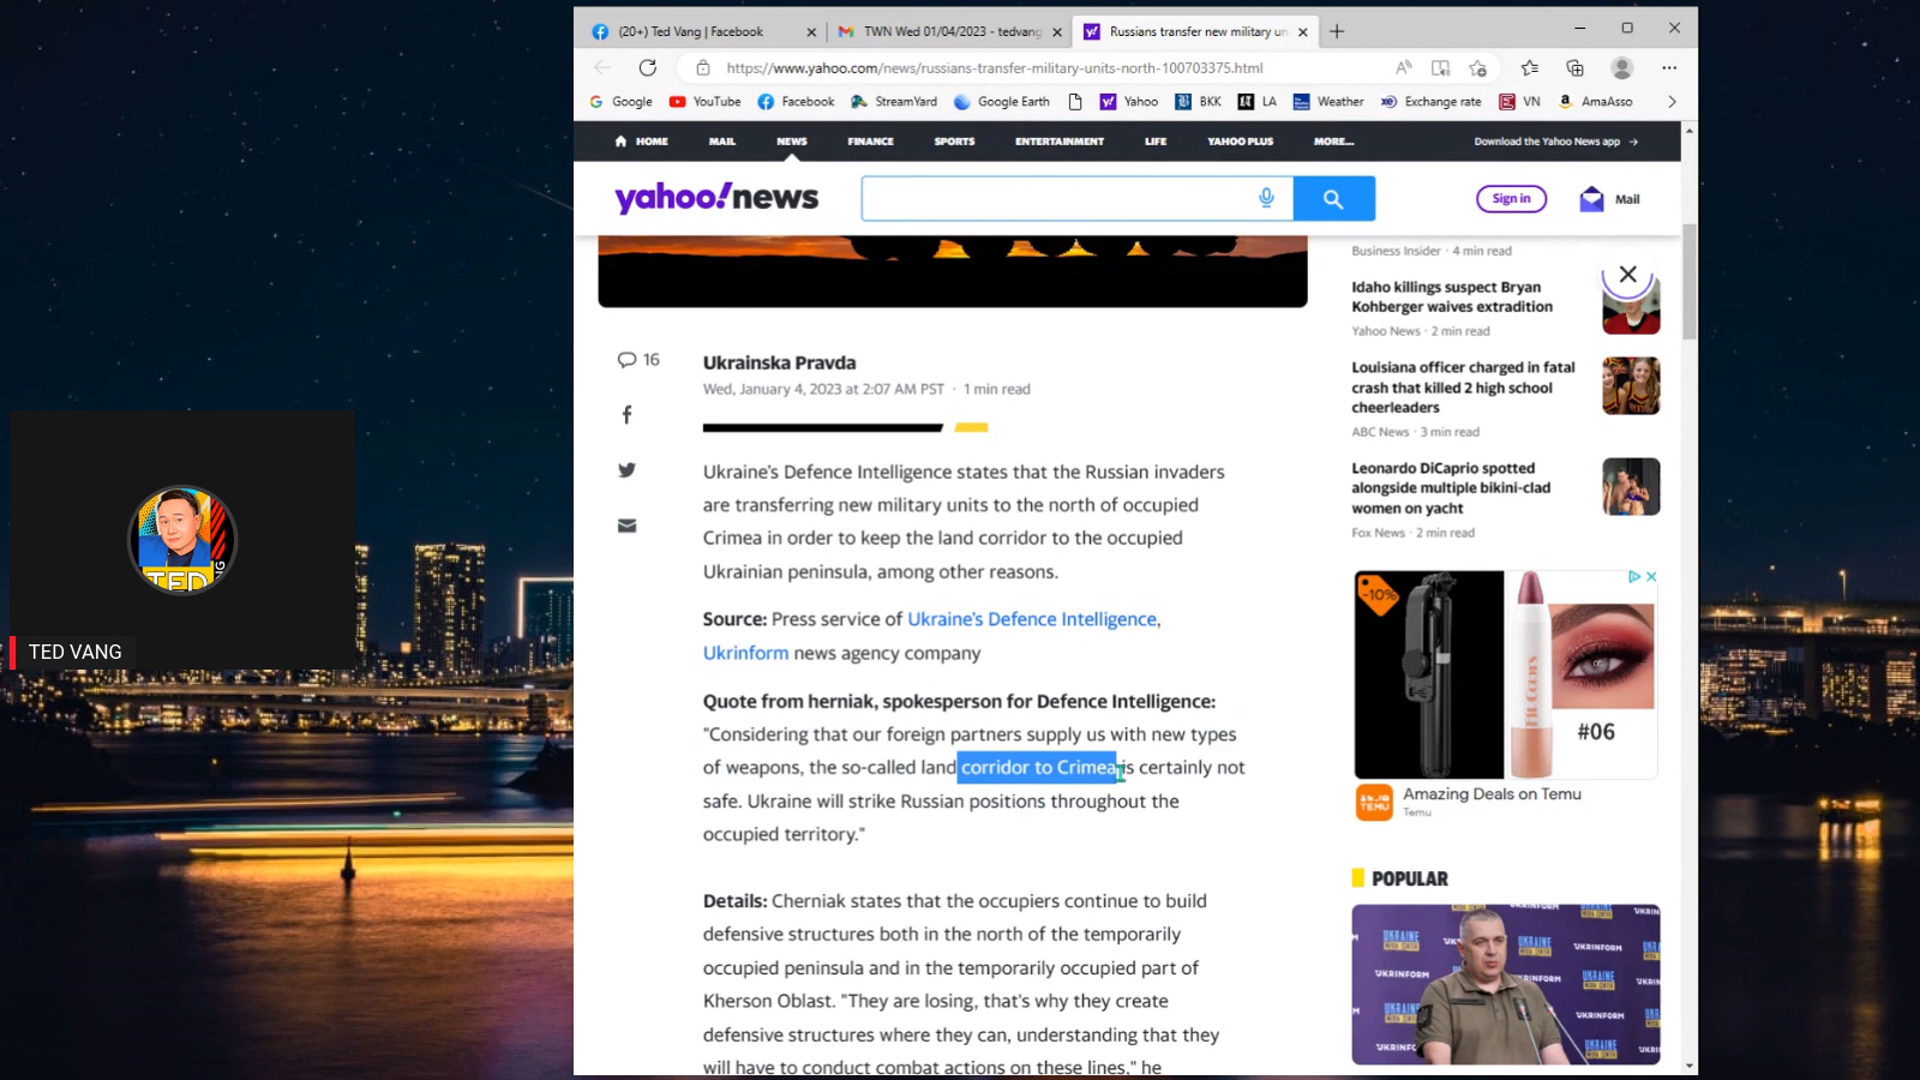 (20+) Ted Vang | Facebook
TWN Wed 01/04/2023 - tedvang
Russians transfer new military un
https://www.yahoo.com/news/russians-transfer-military-units-north-100703375.html
Google YouTube Facebook StreamYard Google Earth Yahoo BKK LA Weather Exchange rate VN AmaAsso
HOME MAIL NEWS FINANCE SPORTS ENTERTAINMENT LIFE YAHOO PLUS MORE... Download the Yahoo News app →
yahoo!news
Sign in
Mail
16
Ukrainska Pravda
Wed, January 4, 2023 at 2:07 AM PST · 1 min read
Ukraine's Defence Intelligence states that the Russian invaders
are transferring new military units to the north of occupied
Crimea in order to keep the land corridor to the occupied
Ukrainian peninsula, among other reasons.
Source: Press service of Ukraine's Defence Intelligence,
Ukrinform news agency company
Quote from herniak, spokesperson for Defence Intelligence:
"Considering that our foreign partners supply us with new types
of weapons, the so-called land corridor to Crimea is certainly not
safe. Ukraine will strike Russian positions throughout the
occupied territory."
Details: Cherniak states that the occupiers continue to build
defensive structures both in the north of the temporarily
occupied peninsula and in the temporarily occupied part of
Kherson Oblast. "They are losing, that's why they create
defensive structures where they can, understanding that they
will have to conduct combat actions on these lines," he
Business Insider · 4 min read
Idaho killings suspect Bryan
Kohberger waives extradition
Yahoo News · 2 min read
Louisiana officer charged in fatal
crash that killed 2 high school
cheerleaders
ABC News · 3 min read
Leonardo DiCaprio spotted
alongside multiple bikini-clad
women on yacht
Fox News · 2 min read
-10%
Fit Colors
#06
TEMU
Amazing Deals on Temu
Temu
POPULAR
UKRAINE
MEDIA CENTER
UKRINFORM
TED
NG
TED VANG